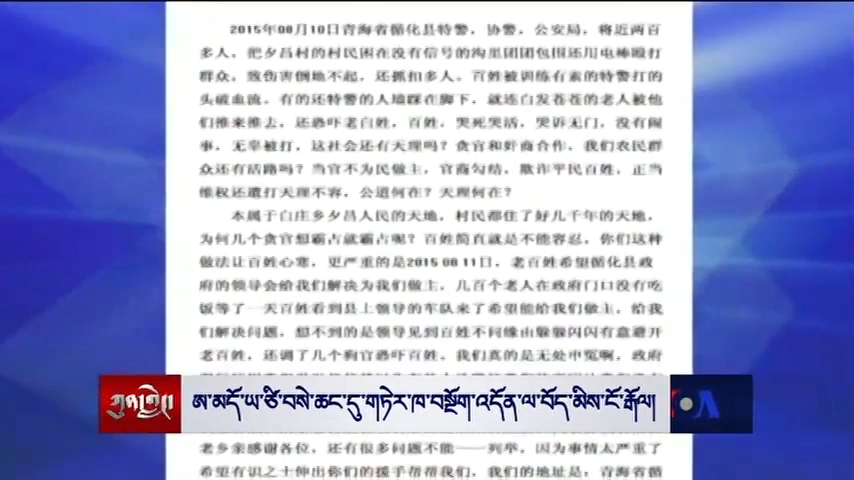 2015年08月10日青海省循化县特警，协警，公安局，将近两百
多人，把夕昌村的村民困在没有信号的沟里团团包围还用电棒殴打
群众，致伤害倒地不起，还抓扣多人，百姓被训练有素的特警打的
头破血流，有的还特警的人墙踩在脚下，就连白发苍苍的老人被他
们推来推去，还恐吓老百姓，百姓，哭死哭活，哭诉无门，没有闹
事，无辜被打，这社会还有天理吗？贪官和奸商合作，我们农民群
众还有活路吗？当官不为民做主，官商勾结，欺诈平民百姓，正当
维权还遭打天理不容，公道何在？天理何在？
本属于白庄乡夕昌人民的天地，村民都住了好几千年的天地，
为何几个贪官想霸占就霸占呢？百姓简直就是不能容忍，你们这种
做法让百姓心寒，更严重的是2015 08 11日，老百姓希望循化县政
府的领导会给我们解决为我们做主，几百个老人在政府门口没有吃
饭等了一天百姓看到县上领导的车队来了希望能给我们做主，给我
们解决问题，想不到的是领导见到百姓不问缘由躲躲闪闪有意避开
老百姓，还调了几个狗官恐吓百姓，我们真的是无处申冤啊，政府
ཀུན་གླེང་
ཨ་མདོ་ཡ་ཙི་བསེ་ཆང་དུ་གཏེར་ཁ་བསྔོག་འདོན་ལ་བོད་མིས་ངོ་རྒོལ།
VOA
老乡亲感谢各位，还有很多问题不能一一列举，因为事情太严重了
希望有识之士伸出你们的援手帮帮我们，我们的地址是：青海省循